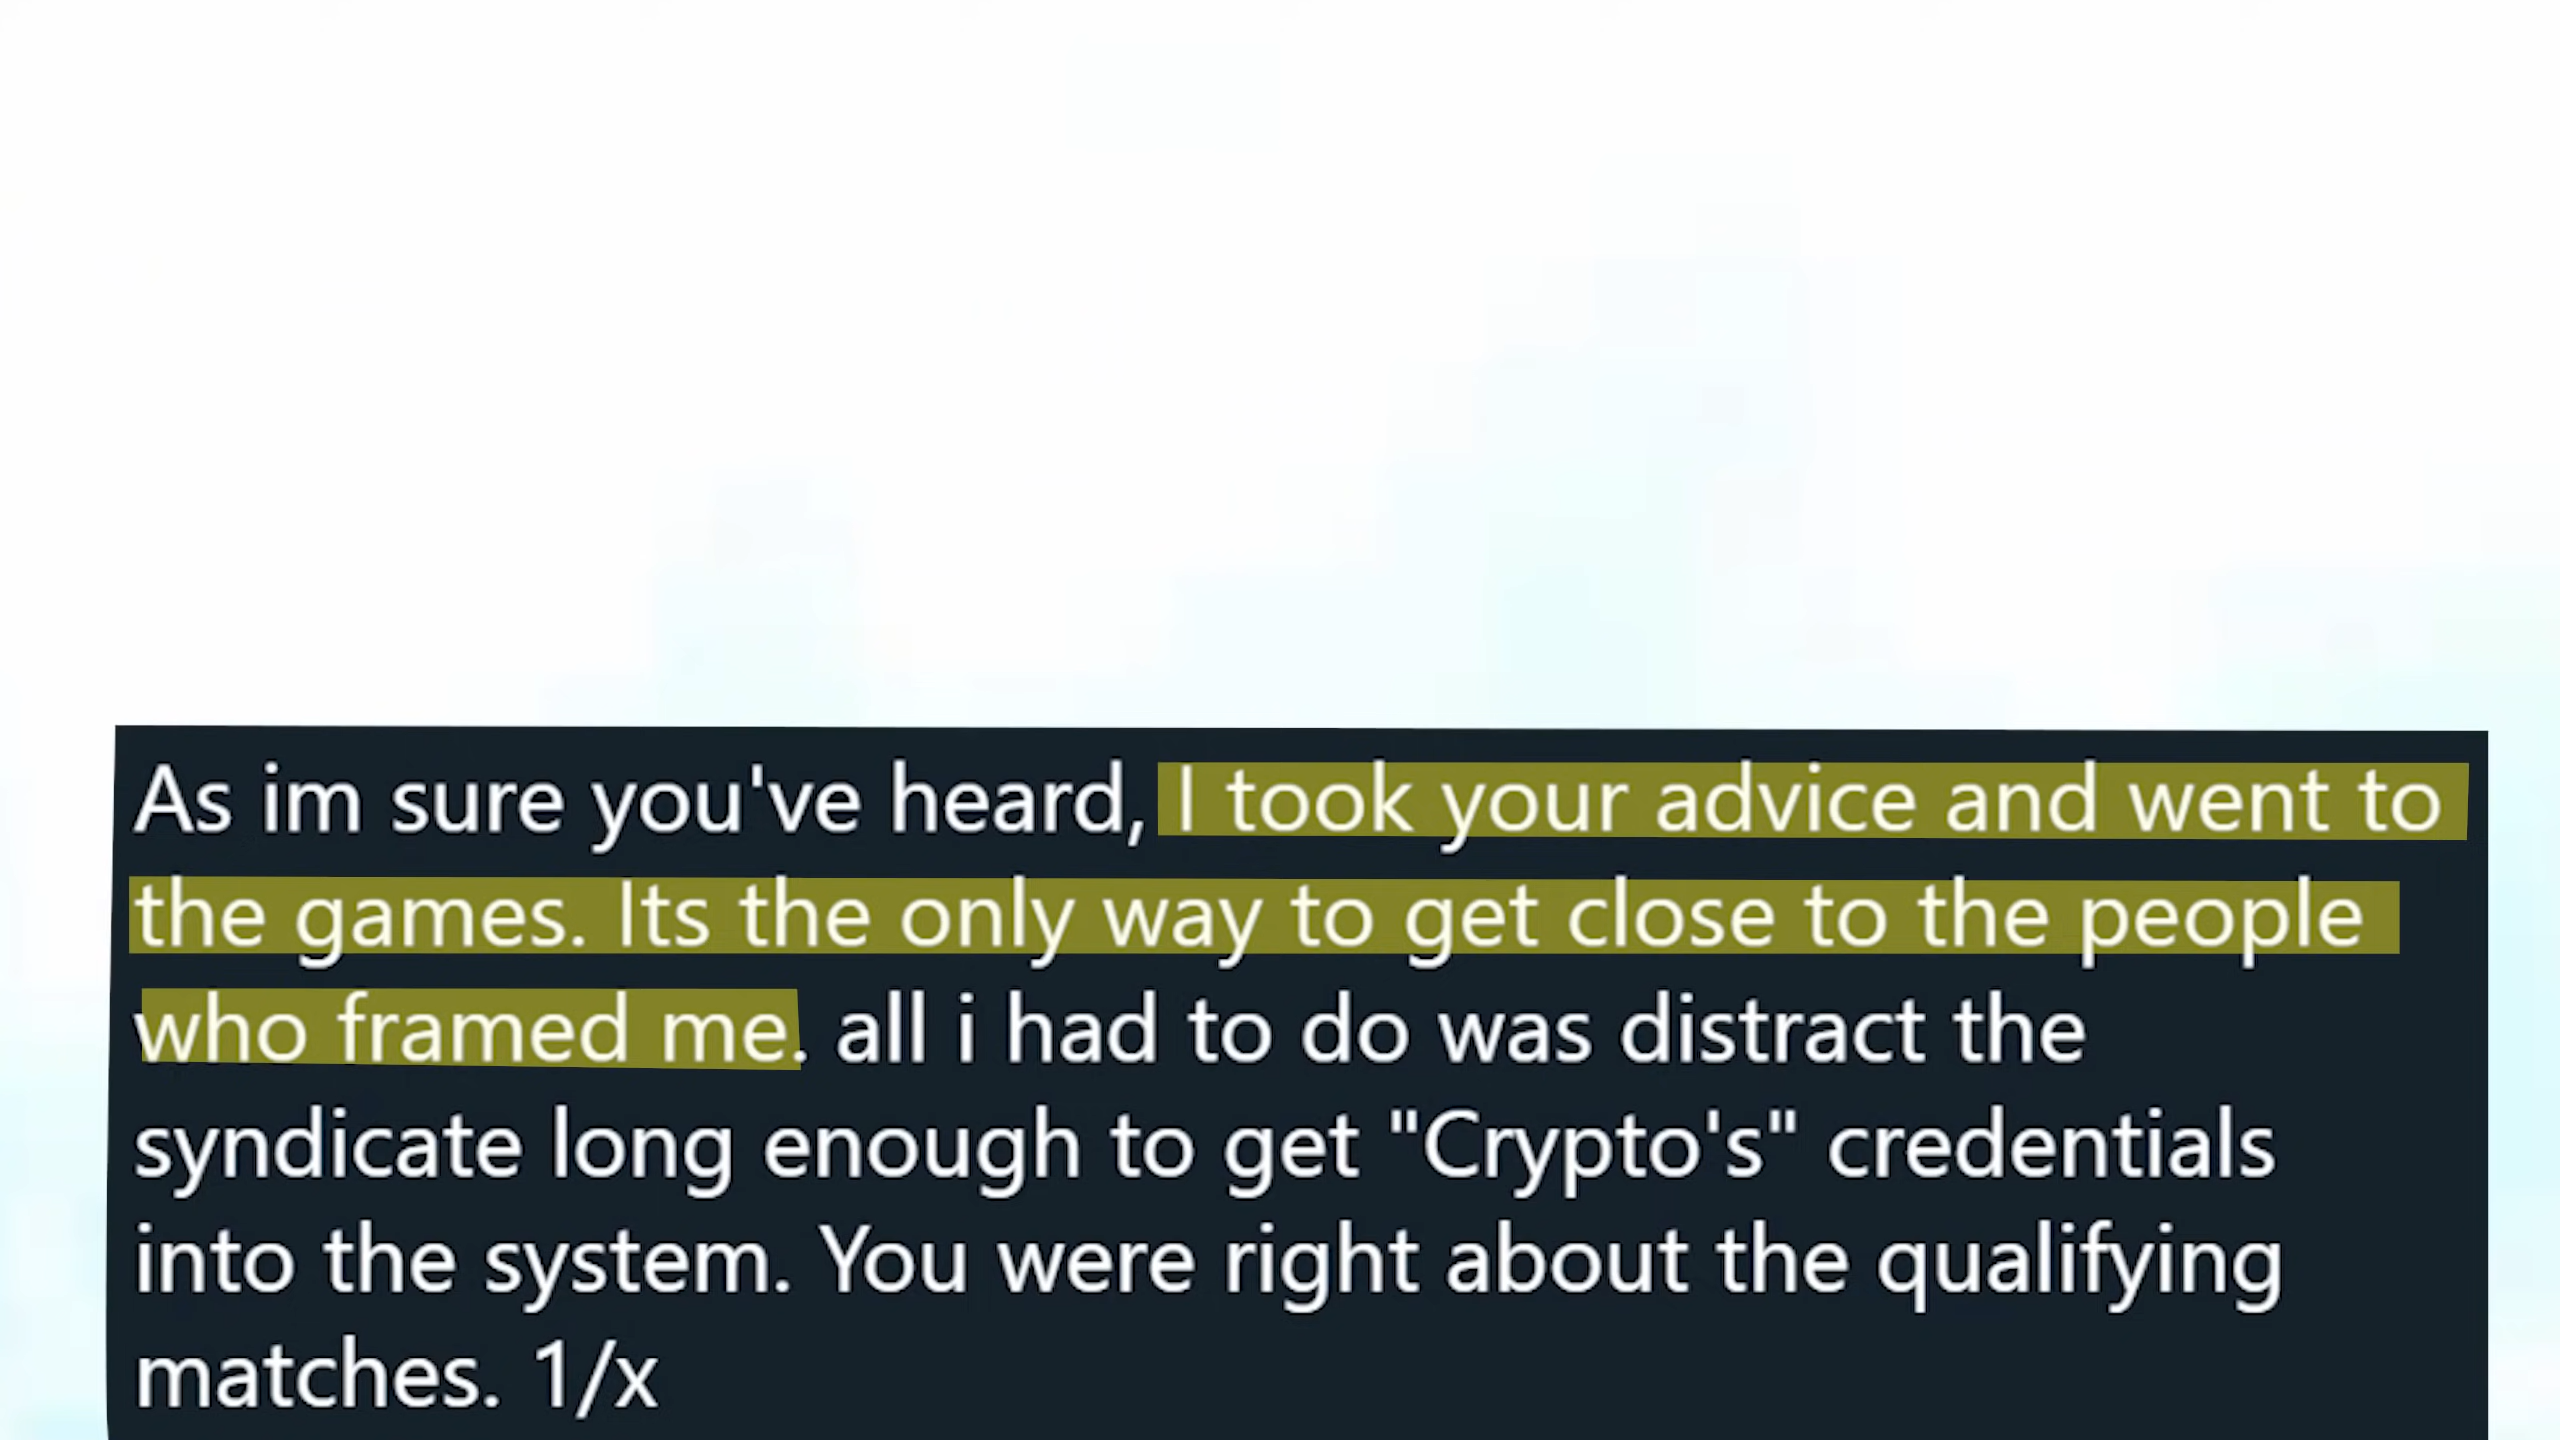 As im sure you've heard, I took your advice and went to
the games. Its the only way to get close to the people
who framed me. all i had to do was distract the
syndicate long enough to get "Crypto's" credentials
into the system. You were right about the qualifying
matches. 1/x